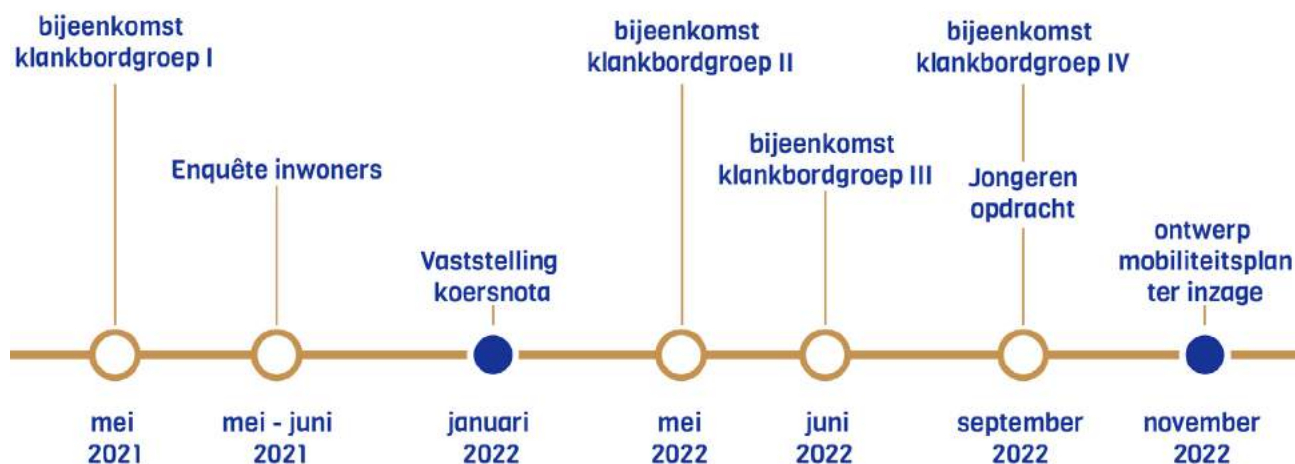 bijeenkomst
klankbordgroep I
bijeenkomst
klankbordgroep II
bijeenkomst
klankbordgroep IV
Enquête inwoners
bijeenkomst
klankbordgroep III
Jongeren
opdracht
Vaststelling
koersnota
ontwerp
mobiliteitsplan
ter inzage
mei
2021
mei - juni
2021
januari
2022
mei
2022
juni
2022
september
2022
november
2022